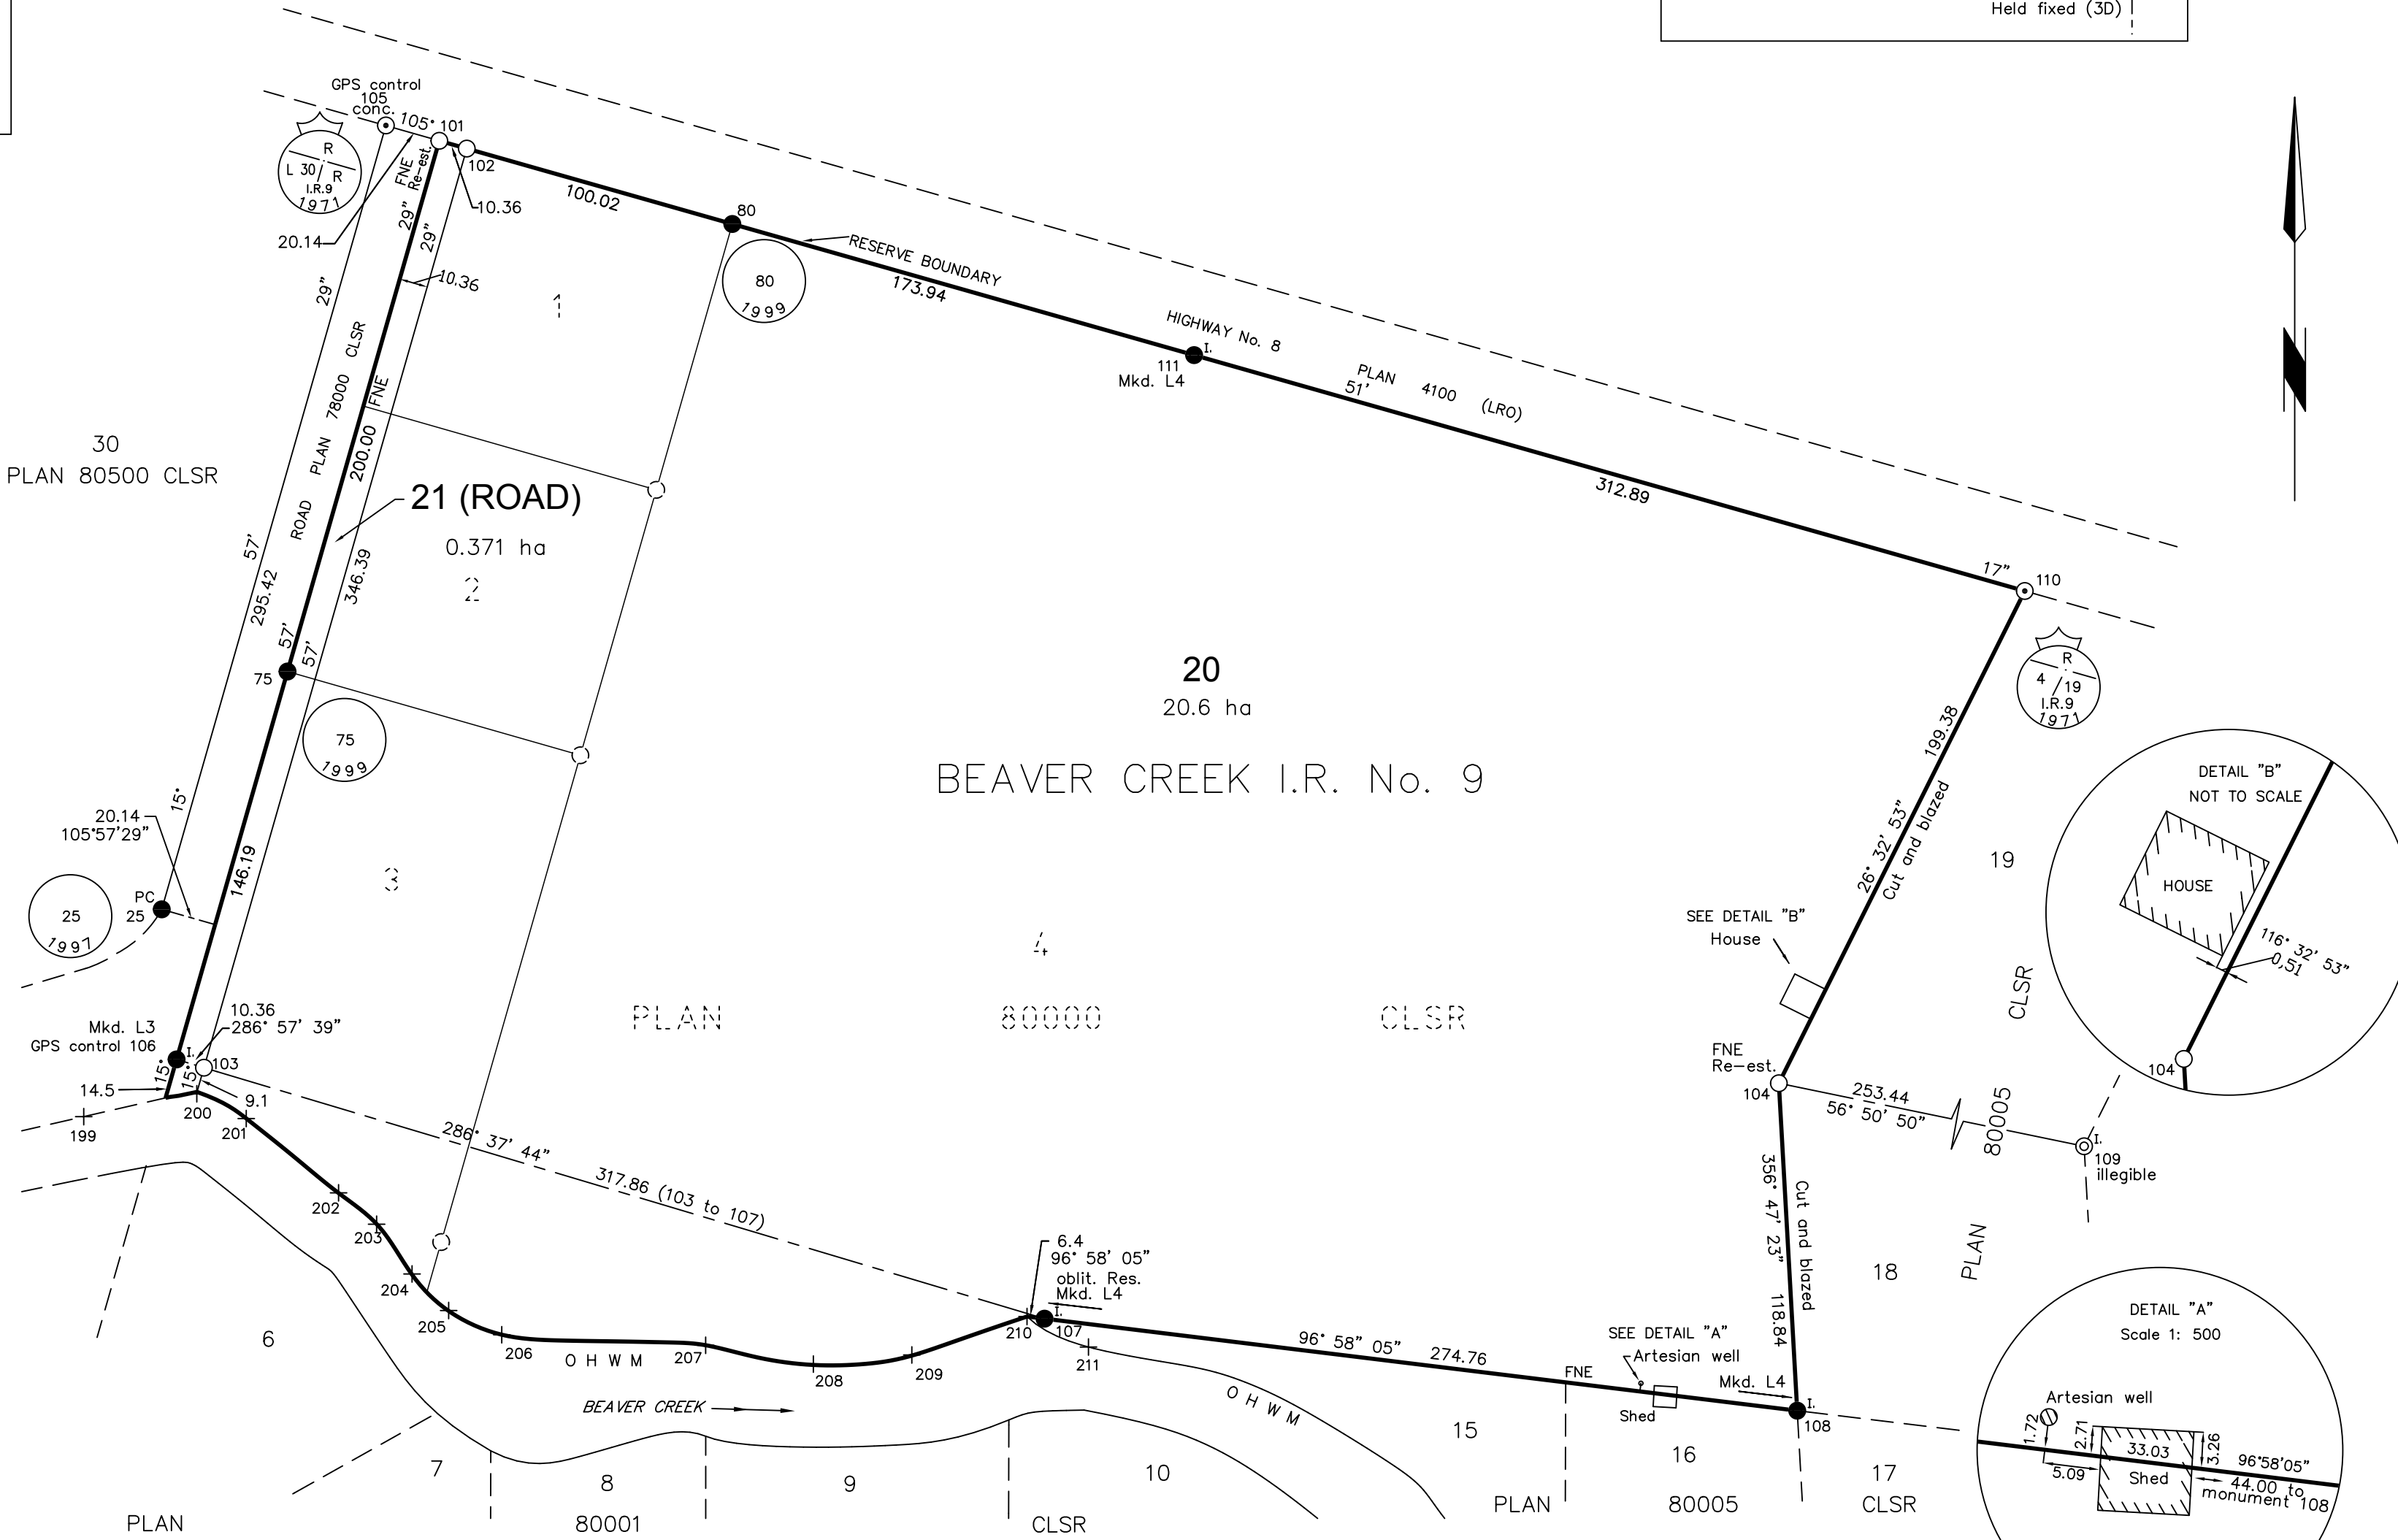 Held fixed (3D)
GPS control
105
conc.
105°
101
102
R
L 30
R
I.R.9
1971
FNE
Re-est.
29"
29"
10.36
20.14
100.02
80
80
1999
RESERVE BOUNDARY
173.94
HIGHWAY No. 8
I.
111
Mkd. L4
PLAN 4100 (LRO)
51'
312.89
17"
110
R
4
19
I.R.9
1971
29"
10.36
1
ROAD PLAN 78000 CLSR
FNE
200.00
30
PLAN 80500 CLSR
21 (ROAD)
0.371 ha
2
346.39
57'
295.42
57'
57'
75
75
1999
15°
20
20.6 ha
BEAVER CREEK I.R. No. 9
199.38
26° 32' 53"
Cut and blazed
19
DETAIL "B"
NOT TO SCALE
HOUSE
116° 32' 53"
0,51
104
20.14
105°57'29"
146.19
3
PC
25
25
1997
4
SEE DETAIL "B"
House
PLAN 80000 CLSR
CLSR
10.36
286° 57' 39"
Mkd. L3
GPS control 106
I.
103
15°
15°
14.5
9.1
199
200
201
FNE
Re-est.
104
253.44
56° 50' 50"
80005
I.
109
illegible
286° 37' 44"
317.86 (103 to 107)
202
203
204
205
206
356° 47' 23"
Cut and blazed
118.84
18
PLAN
6.4
96° 58' 05"
oblit. Res.
Mkd. L4
I.
210
107
211
O H W M
207
208
209
96° 58" 05"
274.76
FNE
SEE DETAIL "A"
Artesian well
Mkd. L4
Shed
I.
108
O H W M
BEAVER CREEK
DETAIL "A"
Scale 1: 500
Artesian well
1.72
2.71
33.03
3.26
96°58'05"
5.09
Shed
44.00 to
monument 108
6
7
8
9
10
15
16
17
PLAN 80005 CLSR
PLAN 80001 CLSR